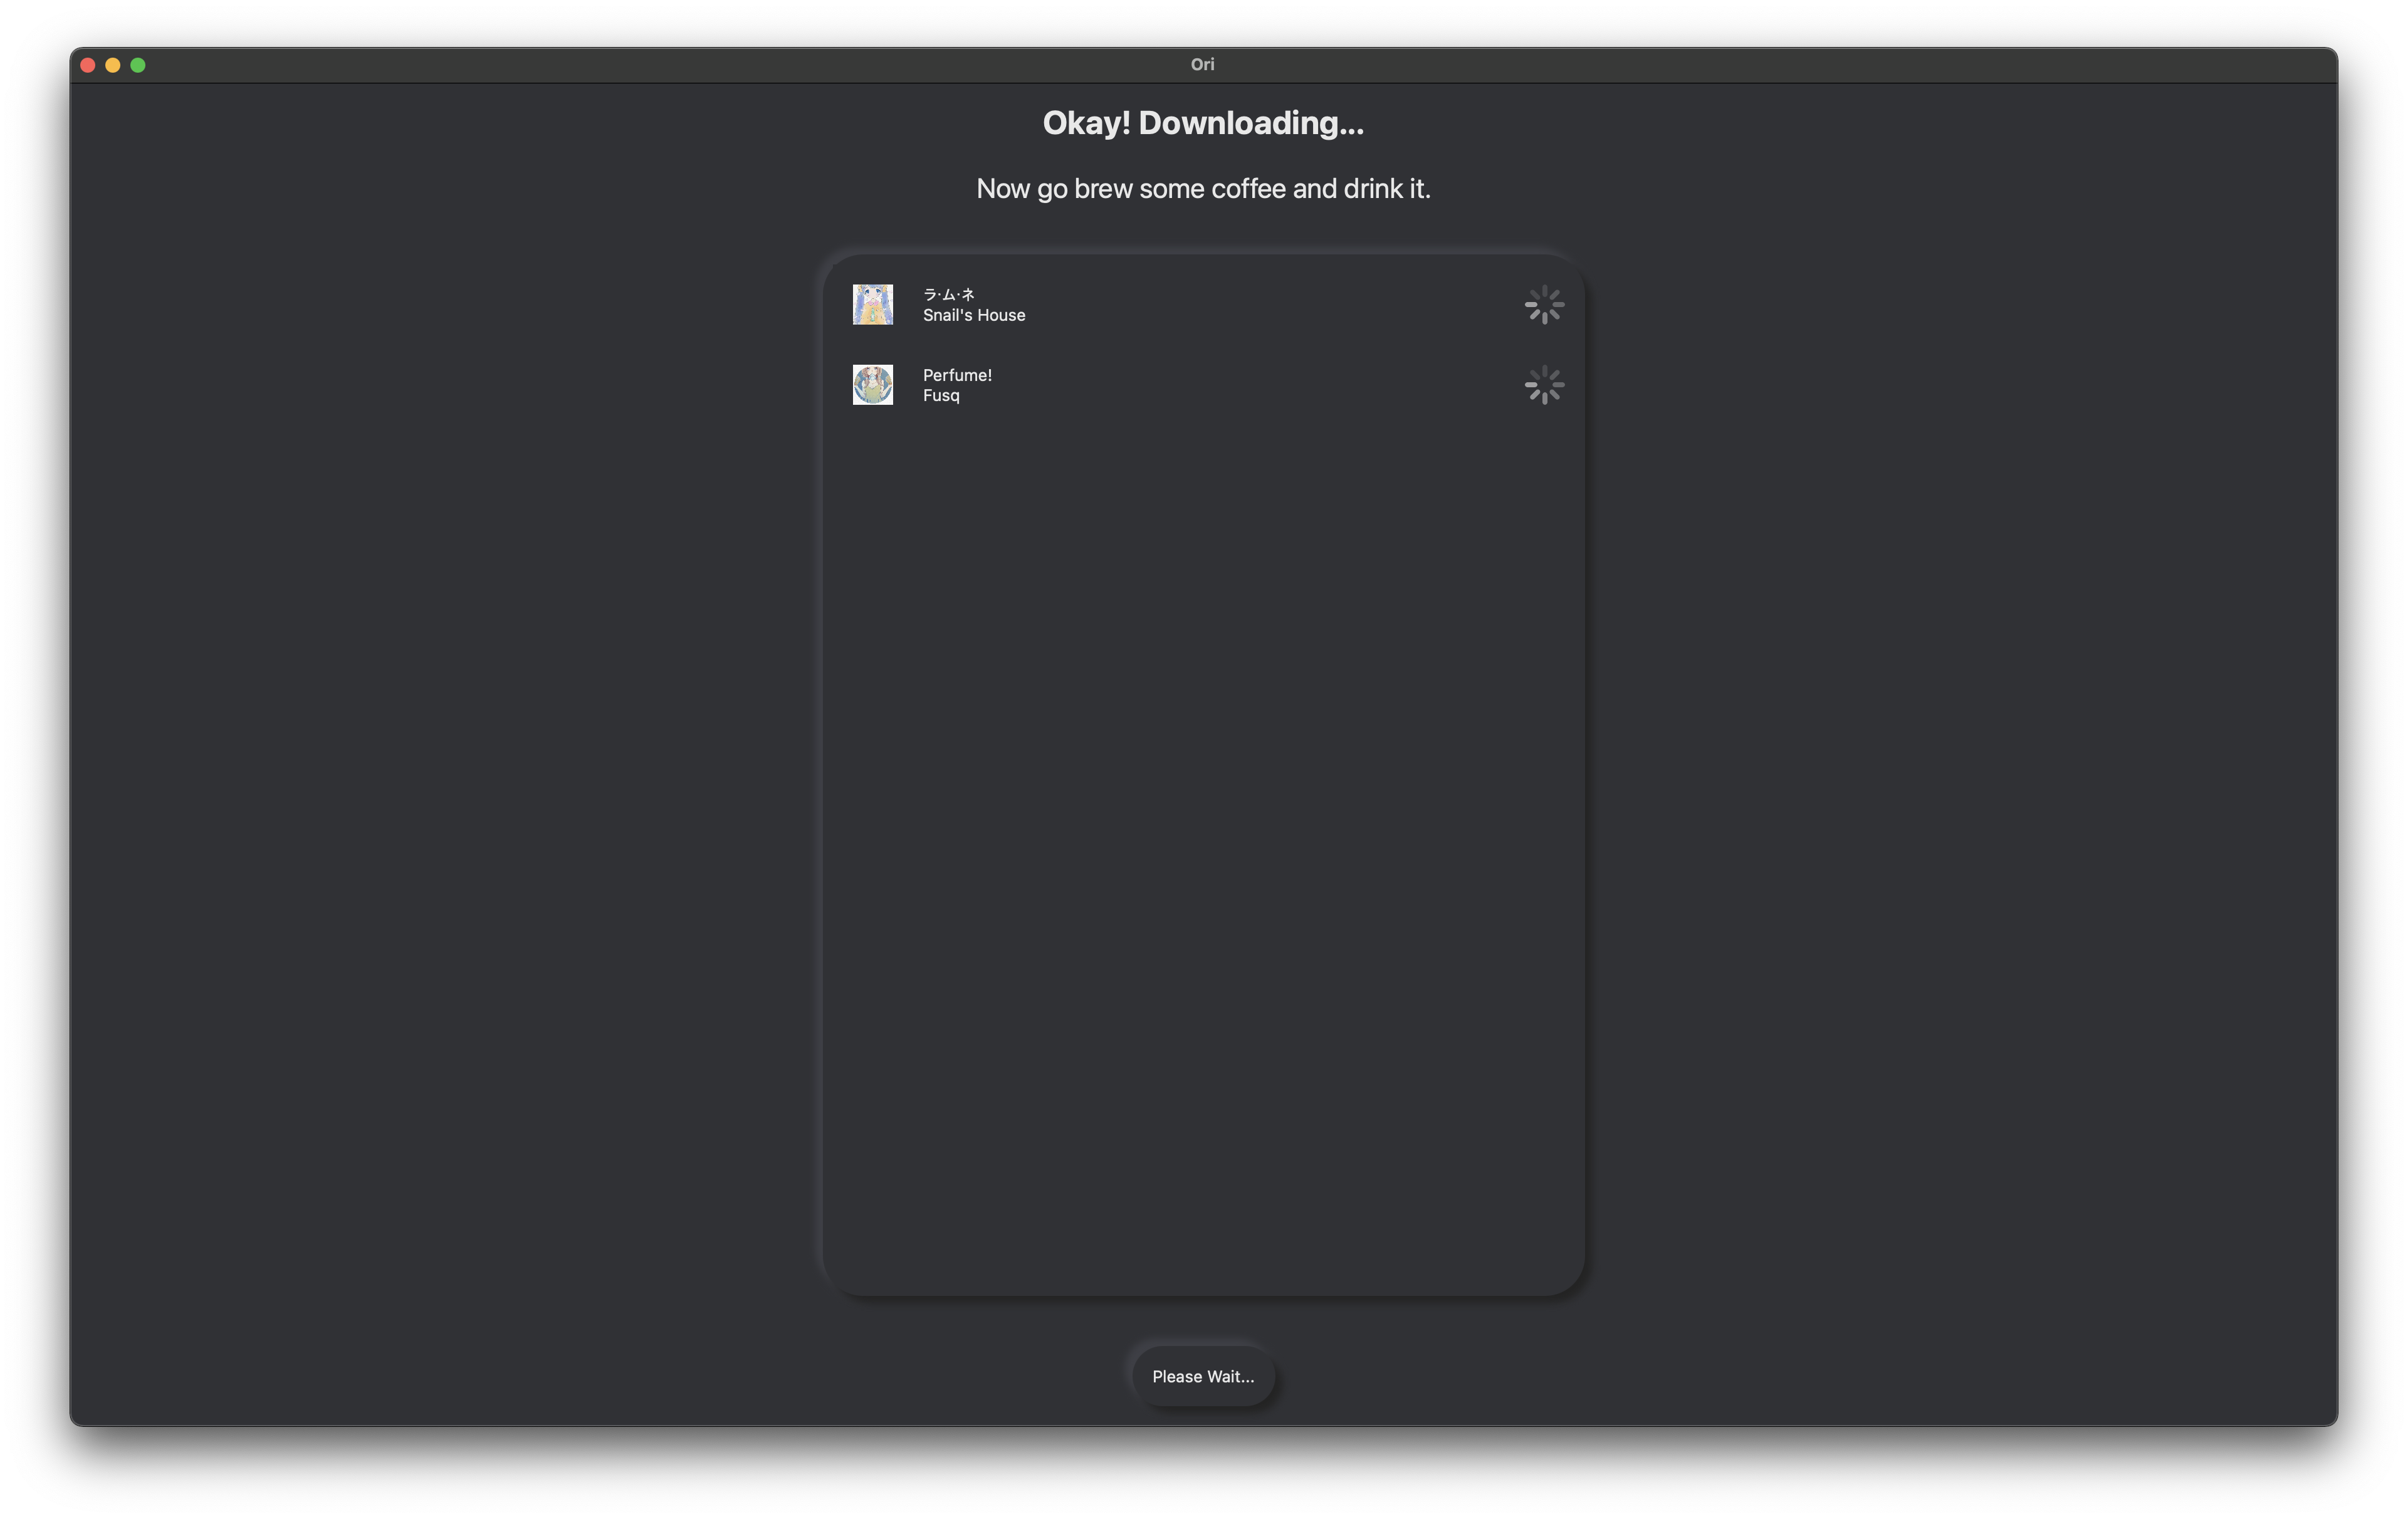 Ori
Okay! Downloading...
Now go brew some coffee and drink it.
ラ·ム·ネ
Snail's House
Perfume!
Fusq
Please Wait...